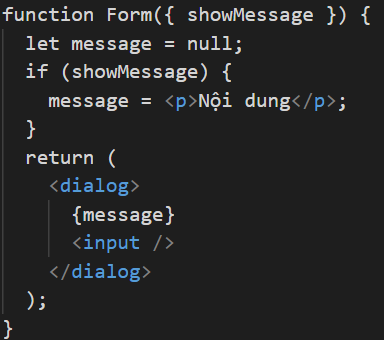 function Form({ showMessage }) {
  let message = null;
  if (showMessage) {
    message = <p>Nội dung</p>;
  }
  return (
    <dialog>
      {message}
      <input />
    </dialog>
  );
}